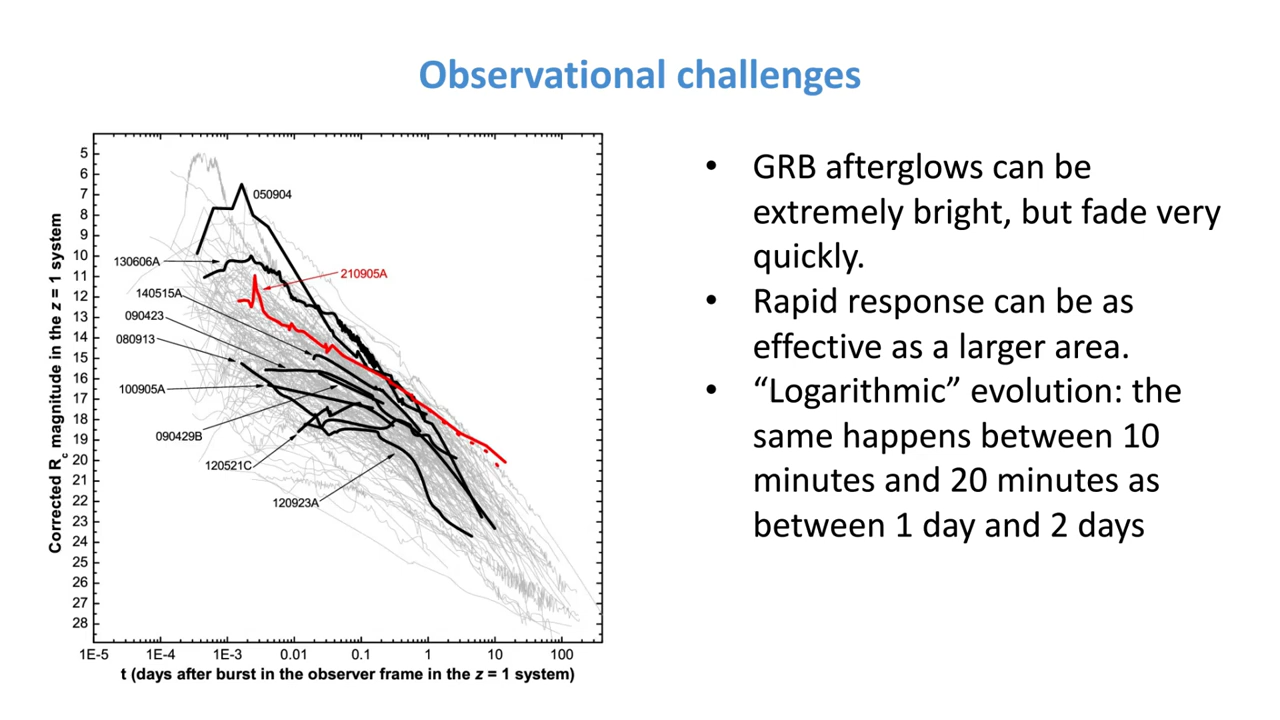 Observational challenges
5
6
7
8
9
10
11
12
13
14
15
16
17
18
19
20
21
22
23
24
25
26
27
28
Corrected Rc magnitude in the z = 1 system
050904
130606A
210905A
140515A
090423
080913
100905A
090429B
120521C
120923A
1E-5 1E-4 1E-3 0.01 0.1 1 10 100
t (days after burst in the observer frame in the z = 1 system)
• GRB afterglows can be
extremely bright, but fade very
quickly.
• Rapid response can be as
effective as a larger area.
• “Logarithmic” evolution: the
same happens between 10
minutes and 20 minutes as
between 1 day and 2 days